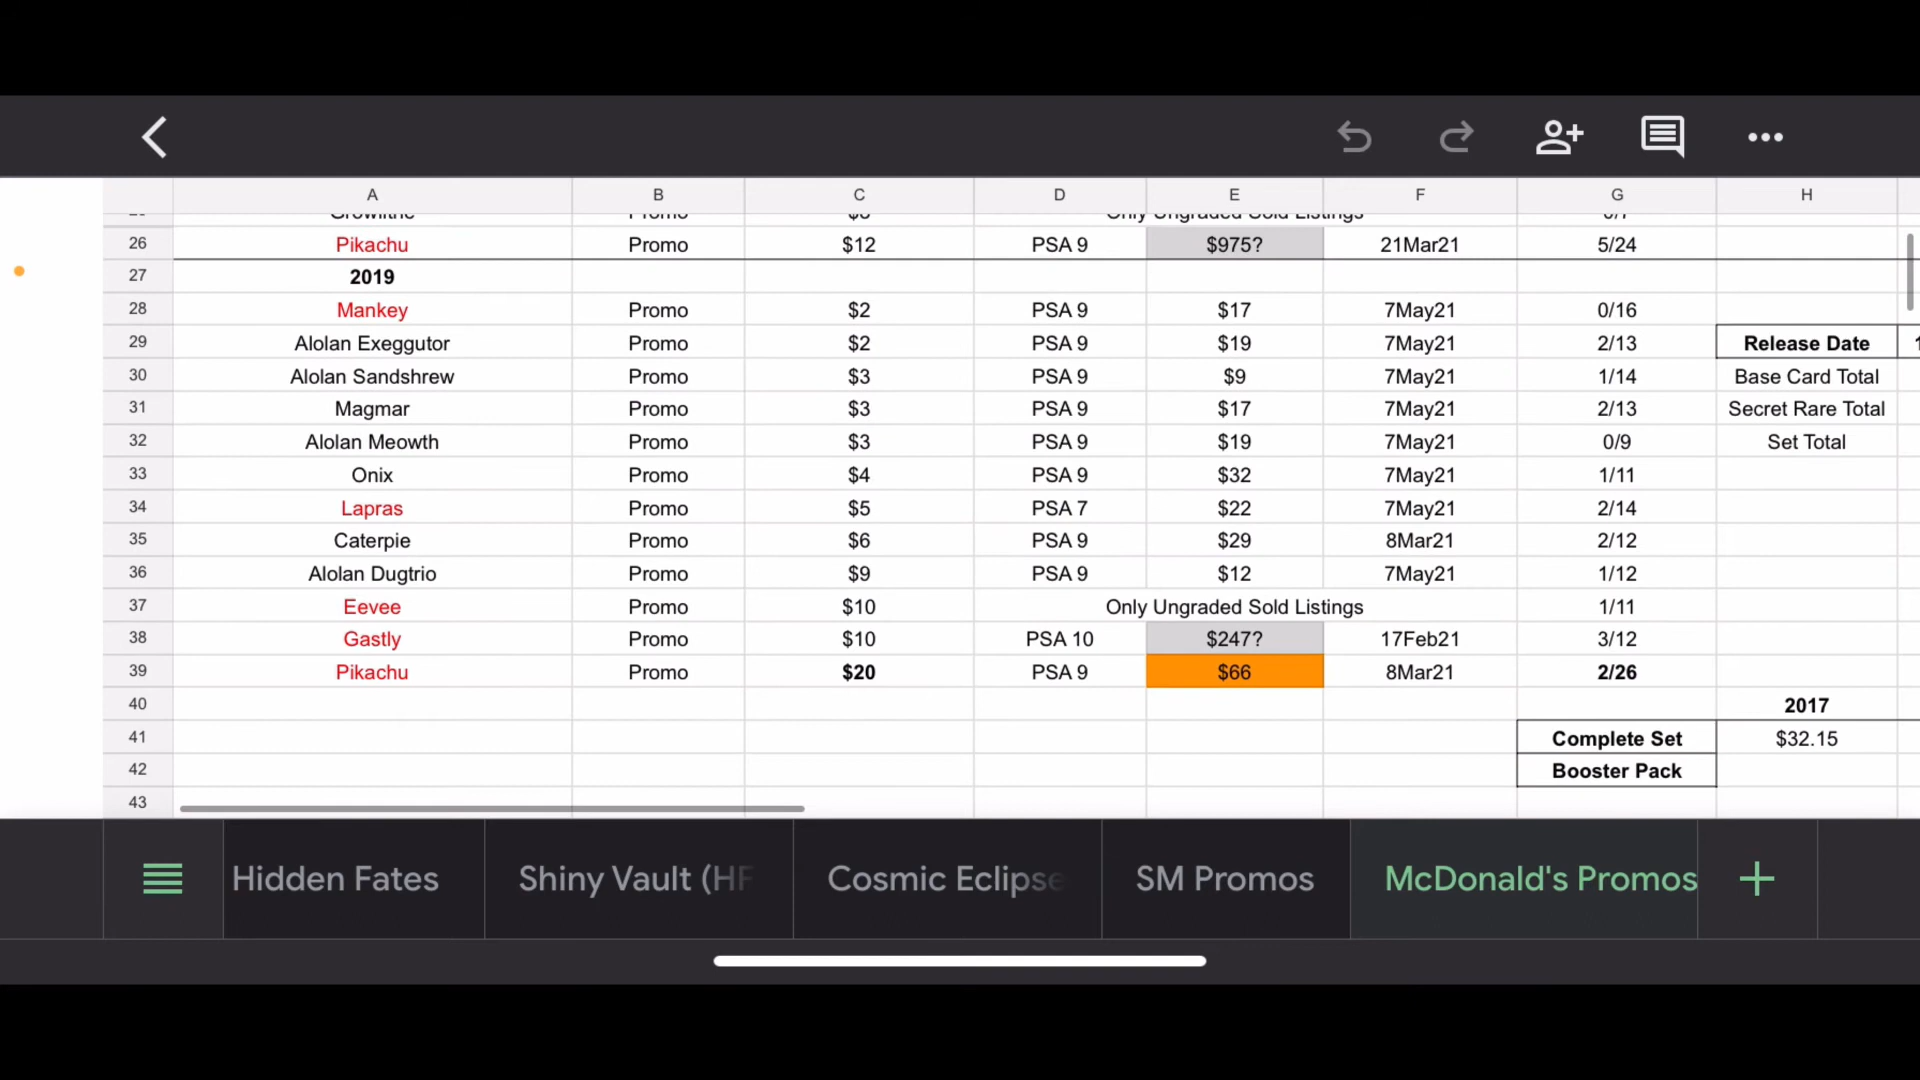 A B C D E F G H
Growlithe Promo Only Ungraded Sold Listings
26 Pikachu Promo $12 PSA 9 $975? 21Mar21 5/24
27 2019
28 Mankey Promo $2 PSA 9 $17 7May21 0/16
29 Alolan Exeggutor Promo $2 PSA 9 $19 7May21 2/13 Release Date
30 Alolan Sandshrew Promo $3 PSA 9 $9 7May21 1/14 Base Card Total
31 Magmar Promo $3 PSA 9 $17 7May21 2/13 Secret Rare Total
32 Alolan Meowth Promo $3 PSA 9 $19 7May21 0/9 Set Total
33 Onix Promo $4 PSA 9 $32 7May21 1/11
34 Lapras Promo $5 PSA 7 $22 7May21 2/14
35 Caterpie Promo $6 PSA 9 $29 8Mar21 2/12
36 Alolan Dugtrio Promo $9 PSA 9 $12 7May21 1/12
37 Eevee Promo $10 Only Ungraded Sold Listings 1/11
38 Gastly Promo $10 PSA 10 $247? 17Feb21 3/12
39 Pikachu Promo $20 PSA 9 $66 8Mar21 2/26
40 2017
41 Complete Set $32.15
42 Booster Pack
43
Hidden Fates Shiny Vault (HF Cosmic Eclipse SM Promos McDonald's Promos